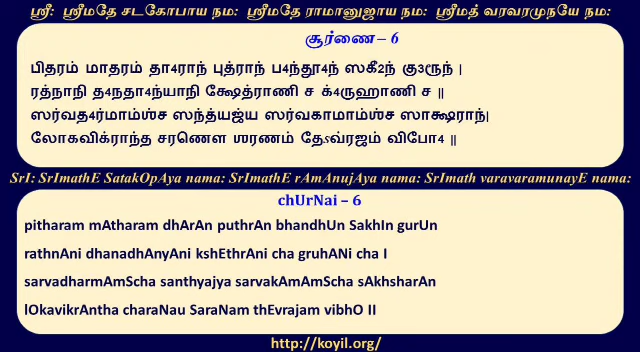 ஸ்ரீ:  ஸ்ரீமதே சடகோபாய நம:  ஸ்ரீமதே ராமானுஜாய நம:  ஸ்ரீமத் வரவரமுநயே நம:
சூர்ணை – 6
பிதரம் மாதரம் தா4ராந் புத்ராந் ப4ந்தூ4ந் ஸகீ2ந் கு3ரூந் |
ரத்நாநி த4நதா4ந்யாநி க்ஷேத்ராணி ச க்4ருஹாணி ச ||
ஸர்வத4ர்மாம்ஶ்ச ஸந்த்யஜ்ய ஸர்வகாமாம்ஶ்ச ஸாக்ஷராந்|
லோகவிக்ராந்த சரணௌ ஶரணம் தேऽவ்ரஜம் விபோ4 ||
SrI: SrImathE SatakOpAya nama: SrImathE rAmAnujAya nama: SrImath varavaramunayE nama:
chUrNai – 6
pitharam mAtharam dhArAn puthrAn bhandhUn SakhIn gurUn
rathnAni dhanadhAnyAni kshEthrAni cha gruhANi cha I
sarvadharmAmScha santhyajya sarvakAmAmScha sAkhsharAn
lOkavikrAntha charaNau SaraNam thEvrajam vibhO II
http://koyil.org/